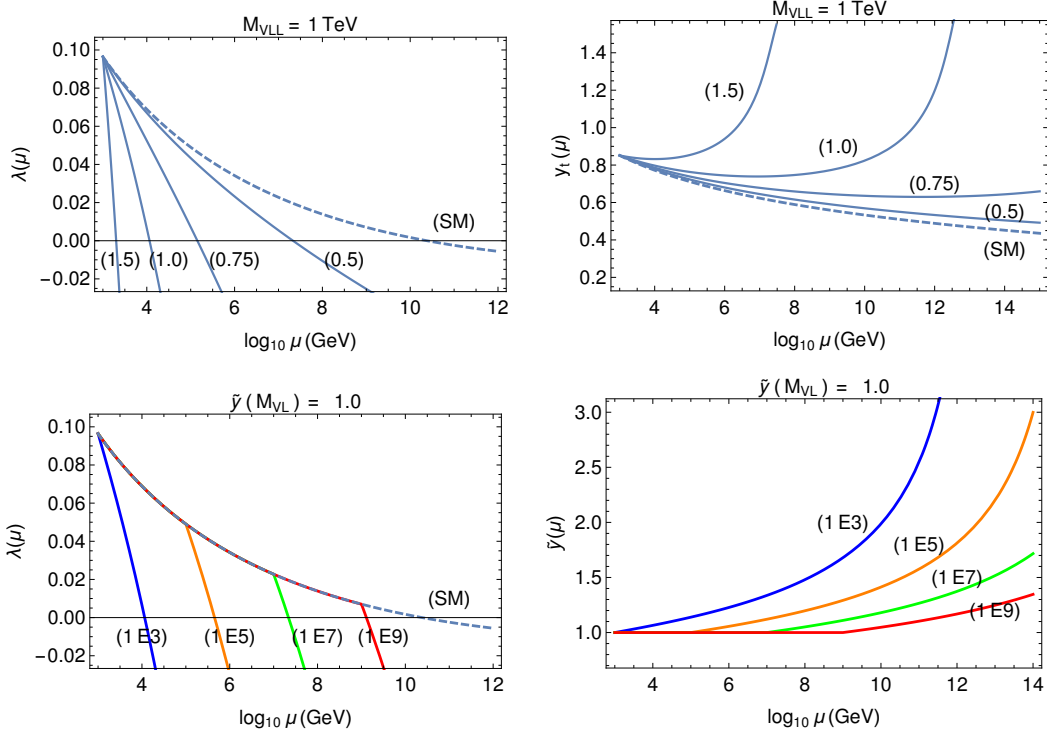 M_VLL = 1 TeV
λ(μ)
0.10
0.08
0.06
0.04
0.02
0.00
−0.02
(SM)
(1.5)
(1.0)
(0.75)
(0.5)
4
6
8
10
12
log₁₀ μ (GeV)
M_VLL = 1 TeV
y_t(μ)
1.6
1.4
1.2
1.0
0.8
0.6
0.4
0.2
(1.5)
(1.0)
(0.75)
(0.5)
(SM)
4
6
8
10
12
14
log₁₀ μ (GeV)
ỹ (M_VL) = 1.0
λ(μ)
0.10
0.08
0.06
0.04
0.02
0.00
−0.02
(SM)
(1 E3)
(1 E5)
(1 E7)
(1 E9)
4
6
8
10
12
log₁₀ μ (GeV)
ỹ (M_VL) = 1.0
ỹ(μ)
3.0
2.5
2.0
1.5
1.0
(1 E3)
(1 E5)
(1 E7)
(1 E9)
4
6
8
10
12
14
log₁₀ μ (GeV)